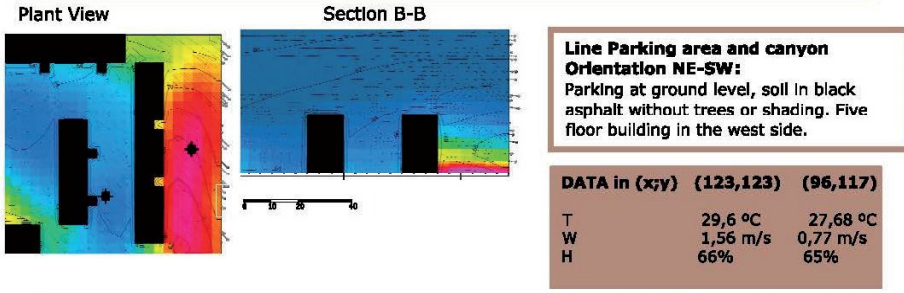 Plant View
Section B-B
0 10 20 40
Line Parking area and canyon
Orientation NE-SW:
Parking at ground level, soil in black
asphalt without trees or shading. Five
floor building in the west side.
DATA in (x;y) (123,123) (96,117)
T 29,6 ºC 27,68 ºC
W 1,56 m/s 0,77 m/s
H 66% 65%